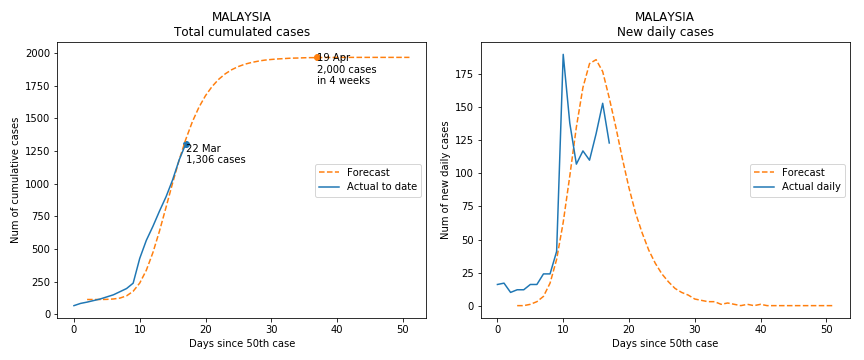 MALAYSIA
Total cumulated cases
Num of cumulative cases
2000
1750
1500
1250
1000
750
500
250
0
19 Apr
2,000 cases
in 4 weeks
22 Mar
1,306 cases
Forecast
Actual to date
0 10 20 30 40 50
Days since 50th case
MALAYSIA
New daily cases
Num of new daily cases
175
150
125
100
75
50
25
0
Forecast
Actual daily
0 10 20 30 40 50
Days since 50th case